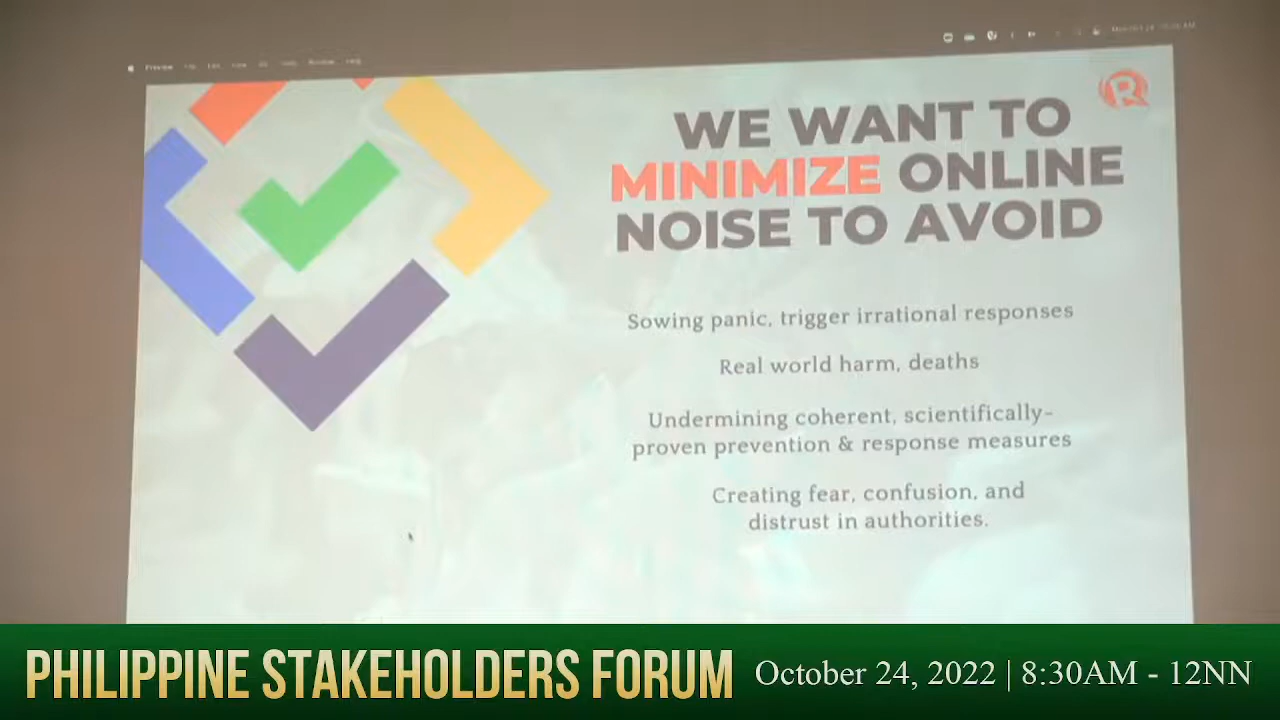 Preview
WE WANT TO
MINIMIZE ONLINE
NOISE TO AVOID
R
Sowing panic, trigger irrational responses
Real world harm, deaths
Undermining coherent, scientifically-
proven prevention & response measures
Creating fear, confusion, and
distrust in authorities.
PHILIPPINE STAKEHOLDERS FORUM
October 24, 2022 | 8:30AM - 12NN